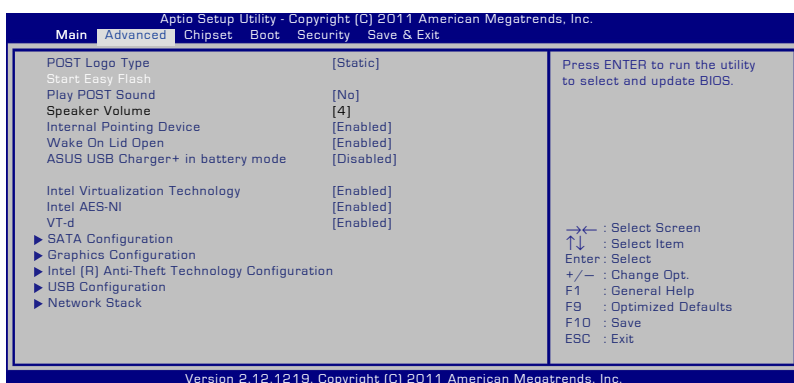 Aptio Setup Utility - Copyright (C) 2011 American Megatrends, Inc.
Main Advanced Chipset Boot Security Save & Exit
POST Logo Type [Static]
Start Easy Flash
Play POST Sound [No]
Speaker Volume [4]
Internal Pointing Device [Enabled]
Wake On Lid Open [Enabled]
ASUS USB Charger+ in battery mode [Disabled]
Intel Virtualization Technology [Enabled]
Intel AES-NI [Enabled]
VT-d [Enabled]
▶ SATA Configuration
▶ Graphics Configuration
▶ Intel (R) Anti-Theft Technology Configuration
▶ USB Configuration
▶ Network Stack
Press ENTER to run the utility
to select and update BIOS.
→← : Select Screen
↑↓ : Select Item
Enter : Select
+/— : Change Opt.
F1 : General Help
F9 : Optimized Defaults
F10 : Save
ESC : Exit
Version 2.12.1219. Copyright (C) 2011 American Megatrends, Inc.